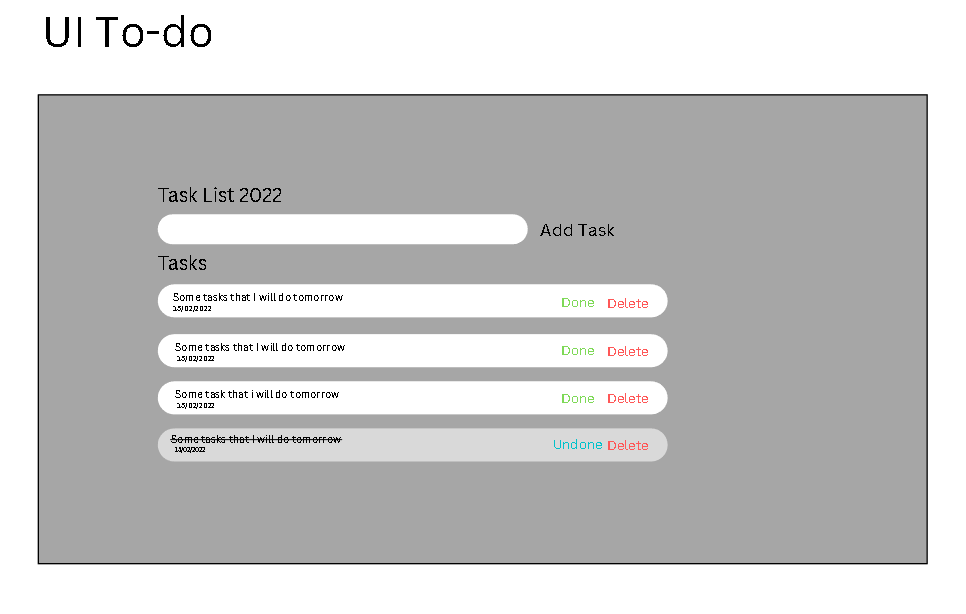 UI To-do
Task List 2022
Add Task
Tasks
Some tasks that I will do tomorrow
Done Delete
15/02/2022
Some tasks that I will do tomorrow
Done Delete
15/02/2022
Some task that i will do tomorrow
Done Delete
15/02/2022
Some tasks that I will do tomorrow
Undone Delete
15/02/2022